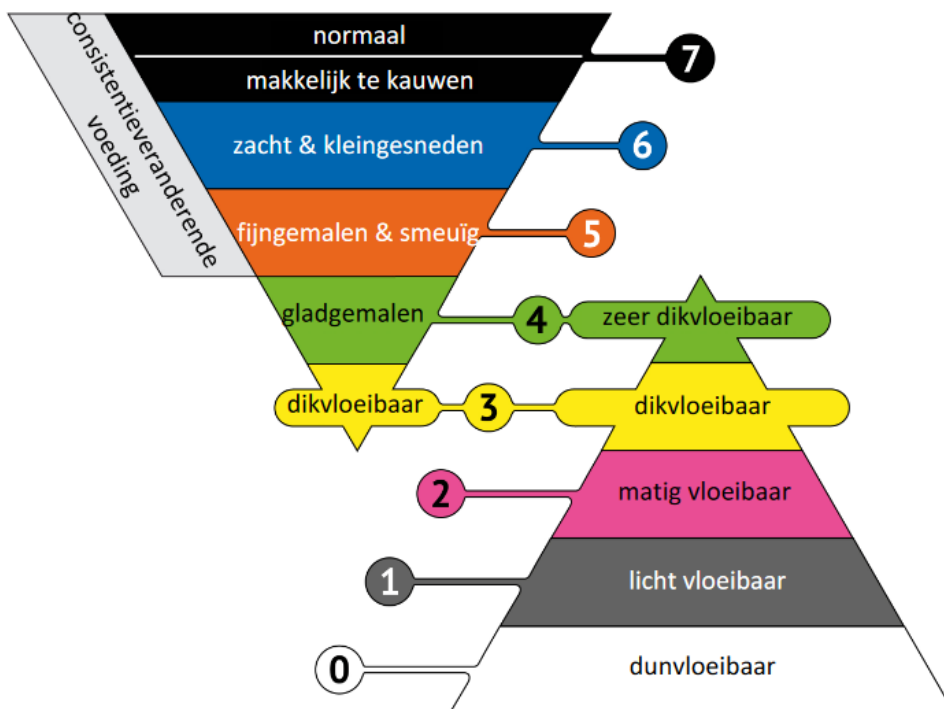 consistentieveranderende
voeding
normaal
7
makkelijk te kauwen
zacht & kleingesneden
6
fijngemalen & smeuïg
5
gladgemalen
4
zeer dikvloeibaar
dikvloeibaar
3
dikvloeibaar
2
matig vloeibaar
1
licht vloeibaar
0
dunvloeibaar